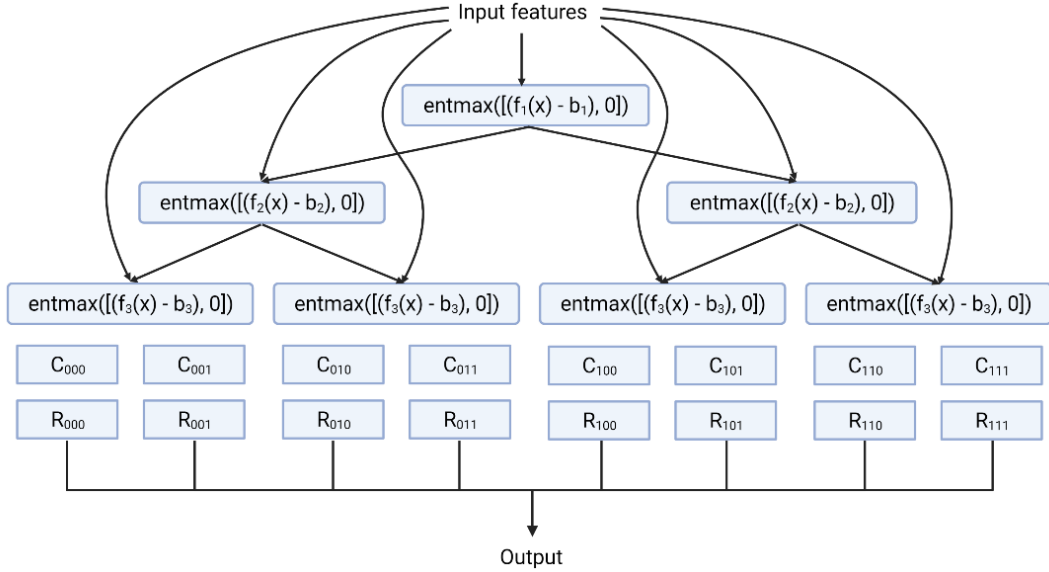 Input features
entmax([(f₁(x) - b₁), 0])
entmax([(f₂(x) - b₂), 0]) entmax([(f₂(x) - b₂), 0])
entmax([(f₃(x) - b₃), 0]) entmax([(f₃(x) - b₃), 0]) entmax([(f₃(x) - b₃), 0]) entmax([(f₃(x) - b₃), 0])
C₀₀₀ C₀₀₁ C₀₁₀ C₀₁₁ C₁₀₀ C₁₀₁ C₁₁₀ C₁₁₁
R₀₀₀ R₀₀₁ R₀₁₀ R₀₁₁ R₁₀₀ R₁₀₁ R₁₁₀ R₁₁₁
Output